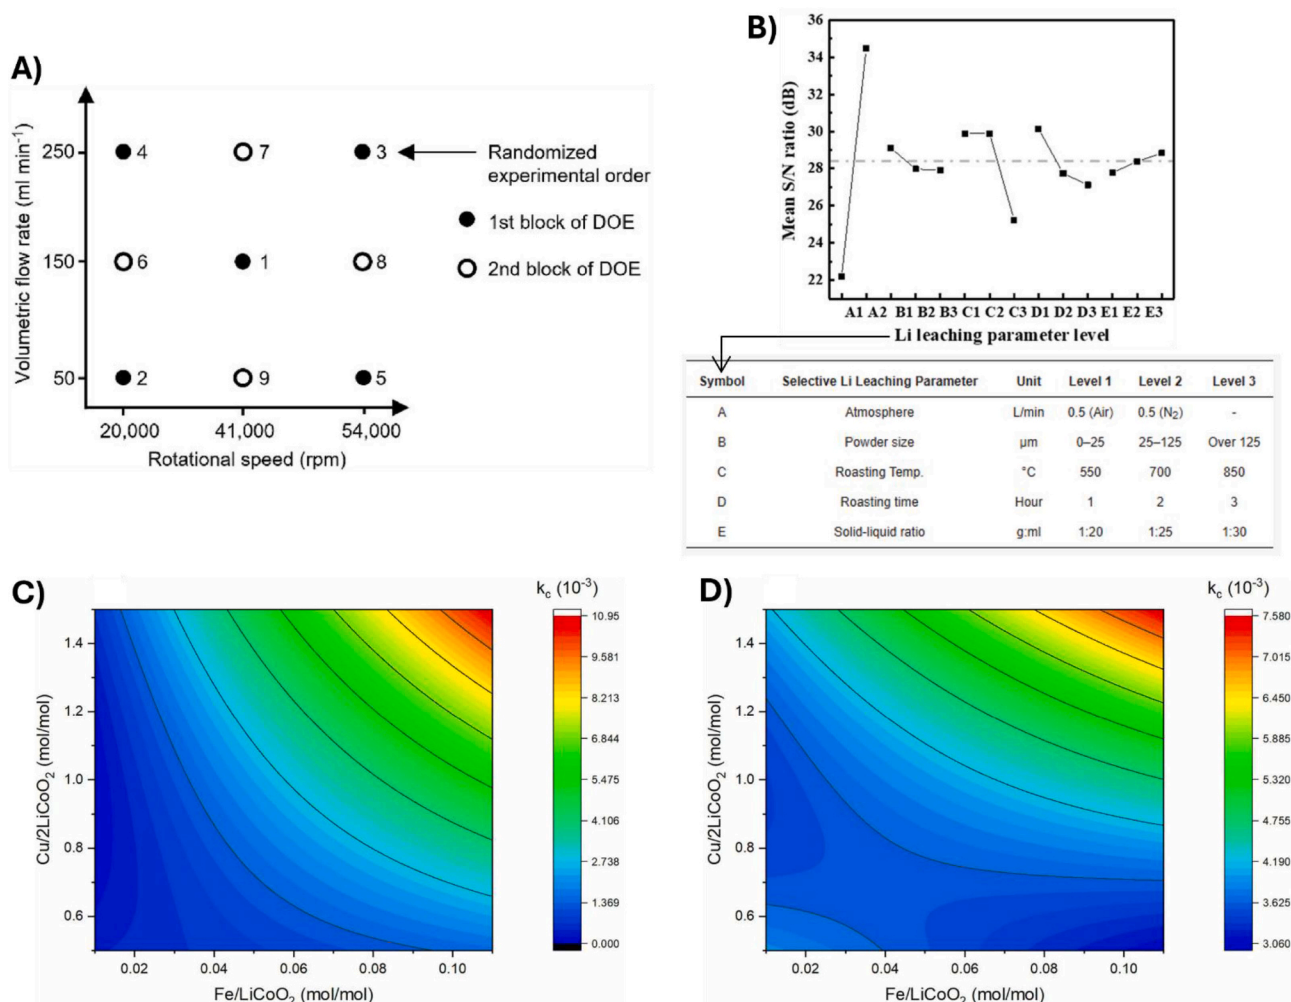 A)
Volumetric flow rate (ml min⁻¹)
250
150
50
4
7
3
6
1
8
2
9
5
20,000
41,000
54,000
Rotational speed (rpm)
Randomized
experimental order
1st block of DOE
2nd block of DOE
B)
Mean S/N ratio (dB)
36
34
32
30
28
26
24
22
A1 A2 B1 B2 B3 C1 C2 C3 D1 D2 D3 E1 E2 E3
Li leaching parameter level
Symbol Selective Li Leaching Parameter Unit Level 1 Level 2 Level 3
A Atmosphere L/min 0.5 (Air) 0.5 (N₂) -
B Powder size µm 0–25 25–125 Over 125
C Roasting Temp. °C 550 700 850
D Roasting time Hour 1 2 3
E Solid-liquid ratio g:ml 1:20 1:25 1:30
C)
Cu/2LiCoO₂ (mol/mol)
1.4
1.2
1.0
0.8
0.6
0.02 0.04 0.06 0.08 0.10
Fe/LiCoO₂ (mol/mol)
k꜀ (10⁻³)
10.95
9.581
8.213
6.844
5.475
4.106
2.738
1.369
0.000
D)
Cu/2LiCoO₂ (mol/mol)
1.4
1.2
1.0
0.8
0.6
0.02 0.04 0.06 0.08 0.10
Fe/LiCoO₂ (mol/mol)
k꜀ (10⁻³)
7.580
7.015
6.450
5.885
5.320
4.755
4.190
3.625
3.060